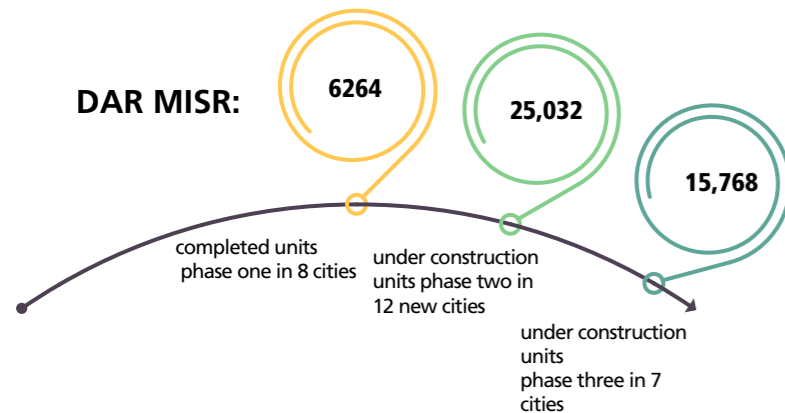 DAR MISR:
6264
25,032
15,768
completed units
phase one in 8 cities
under construction
units phase two in
12 new cities
under construction
units
phase three in 7
cities